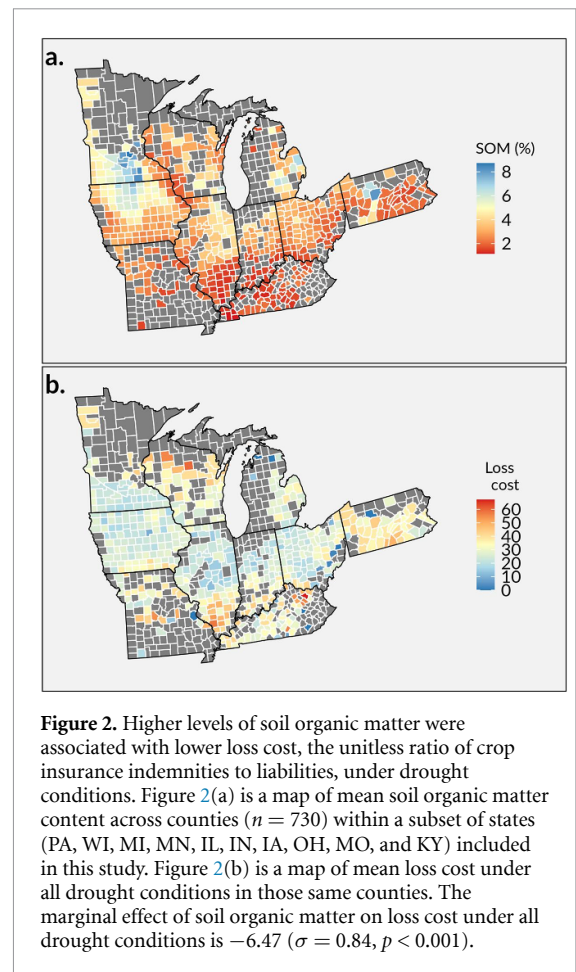 a.
SOM (%)
8
6
4
2
b.
Loss
cost
60
50
40
30
20
10
0
Figure 2. Higher levels of soil organic matter were
associated with lower loss cost, the unitless ratio of crop
insurance indemnities to liabilities, under drought
conditions. Figure 2(a) is a map of mean soil organic matter
content across counties (n = 730) within a subset of states
(PA, WI, MI, MN, IL, IN, IA, OH, MO, and KY) included
in this study. Figure 2(b) is a map of mean loss cost under
all drought conditions in those same counties. The
marginal effect of soil organic matter on loss cost under all
drought conditions is −6.47 (σ = 0.84, p < 0.001).